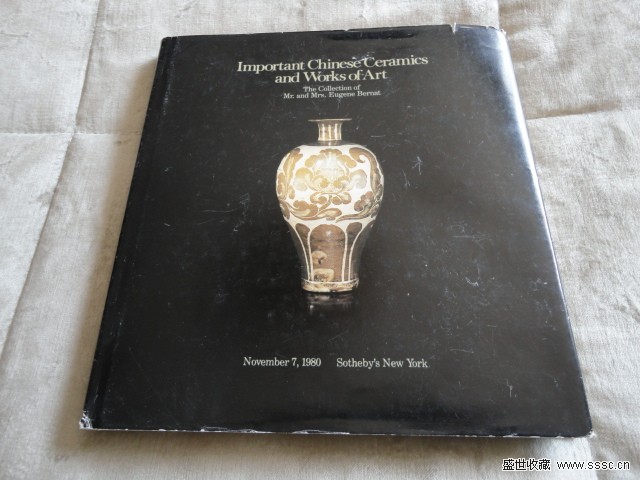 Important Chinese Ceramics
and Works of Art
The Collection of
Mr. and Mrs. Eugene Bernat
November 7, 1980 Sotheby's New York
盛世收藏 www.sssc.cn